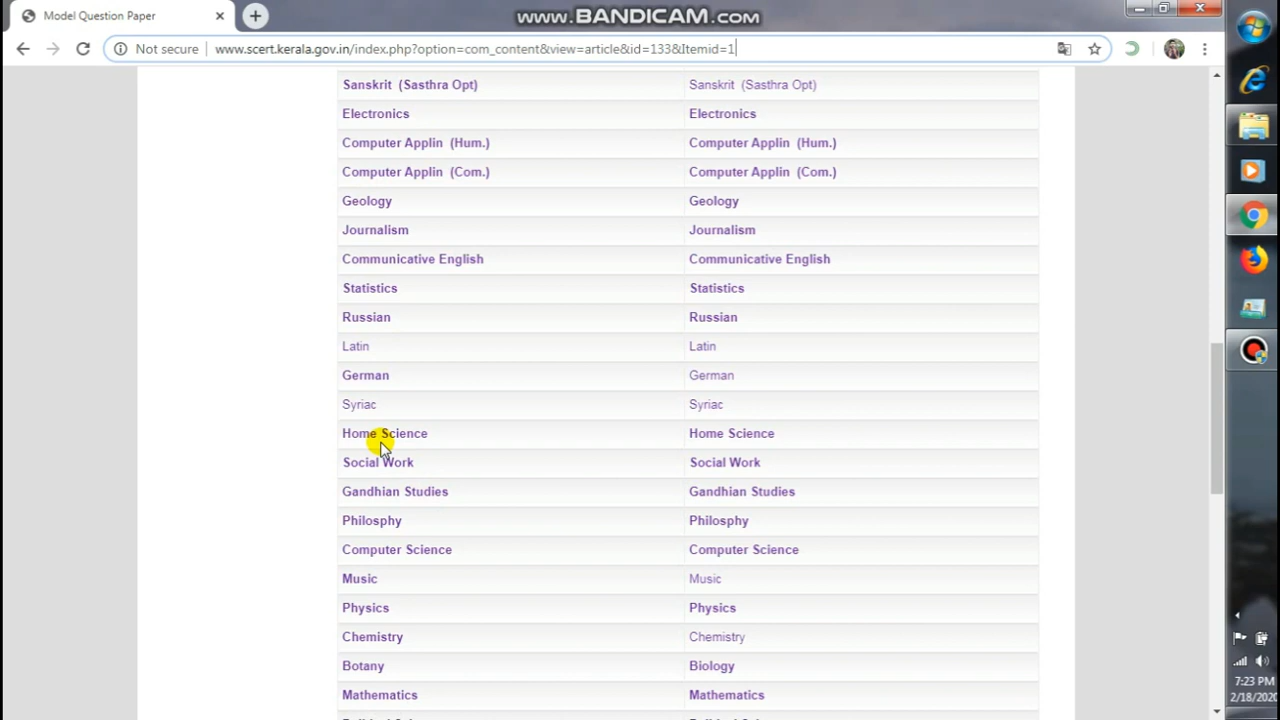 Model Question Paper
www.BANDICAM.com
Not secure www.scert.kerala.gov.in/index.php?option=com_content&view=article&id=133&Itemid=1
Sanskrit (Sasthra Opt) Sanskrit (Sasthra Opt)
Electronics Electronics
Computer Applin (Hum.) Computer Applin (Hum.)
Computer Applin (Com.) Computer Applin (Com.)
Geology Geology
Journalism Journalism
Communicative English Communicative English
Statistics Statistics
Russian Russian
Latin Latin
German German
Syriac Syriac
Home Science Home Science
Social Work Social Work
Gandhian Studies Gandhian Studies
Philosphy Philosphy
Computer Science Computer Science
Music Music
Physics Physics
Chemistry Chemistry
Botany Biology
Mathematics Mathematics
7:23 PM
2/18/2020